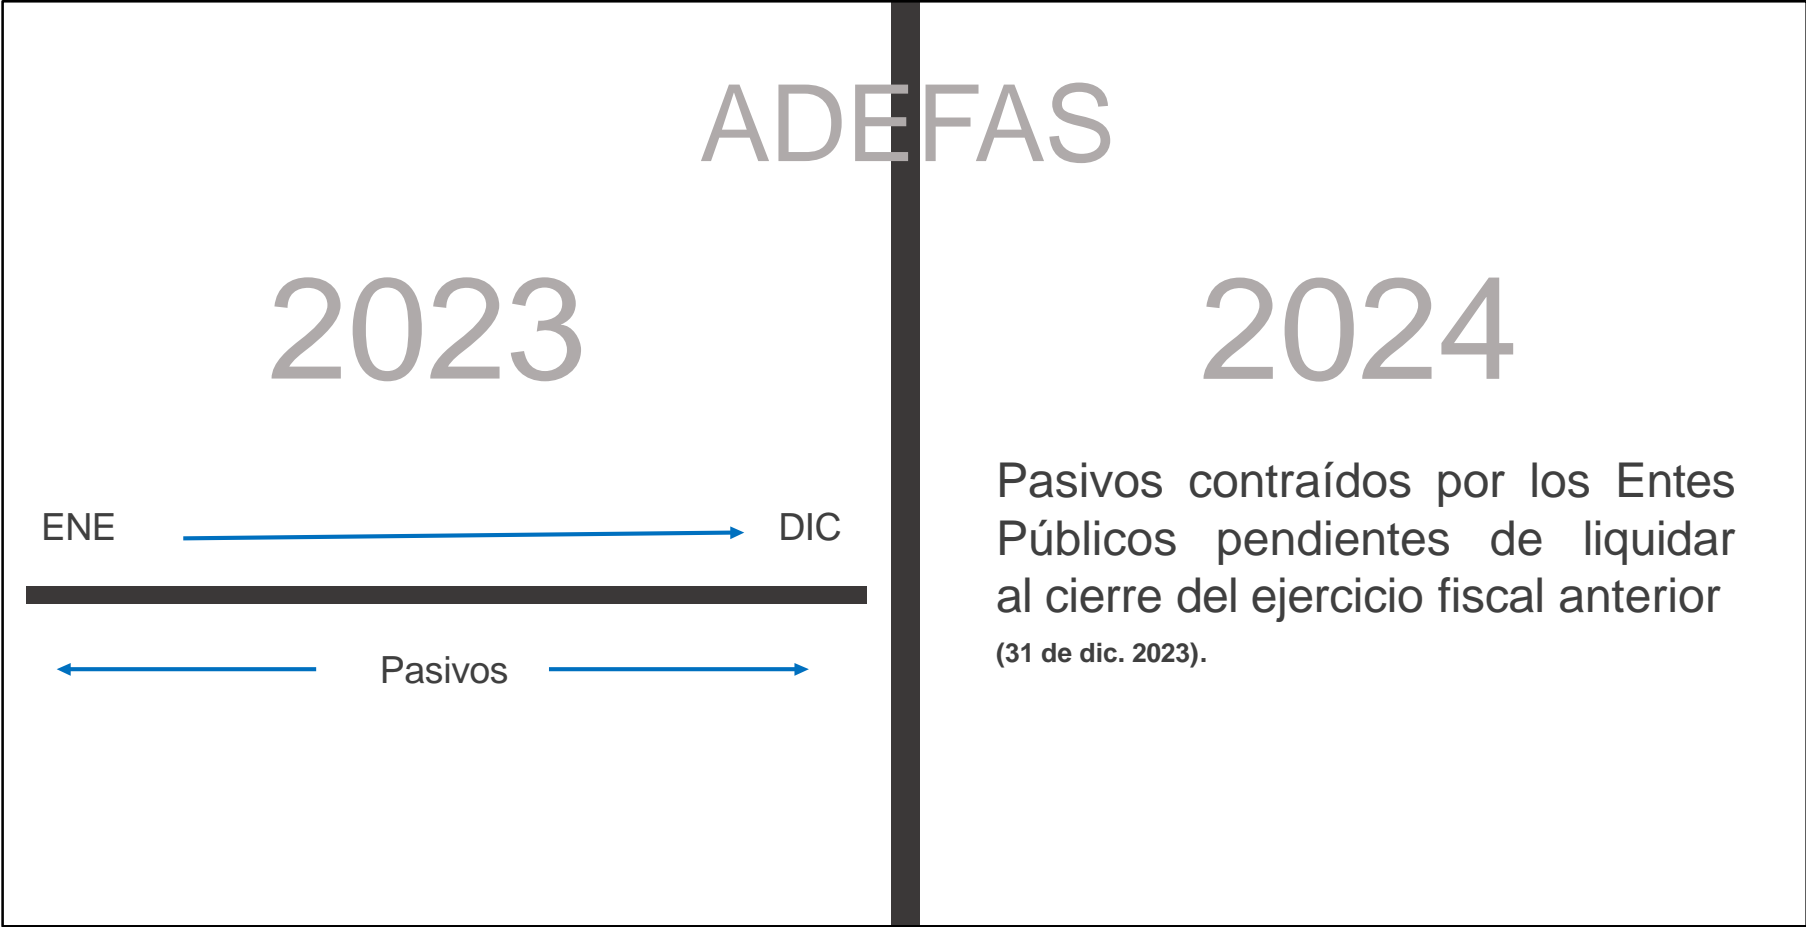 ADEFAS
2023
ENE
DIC
Pasivos
2024
Pasivos contraídos por los Entes
Públicos pendientes de liquidar
al cierre del ejercicio fiscal anterior
(31 de dic. 2023).